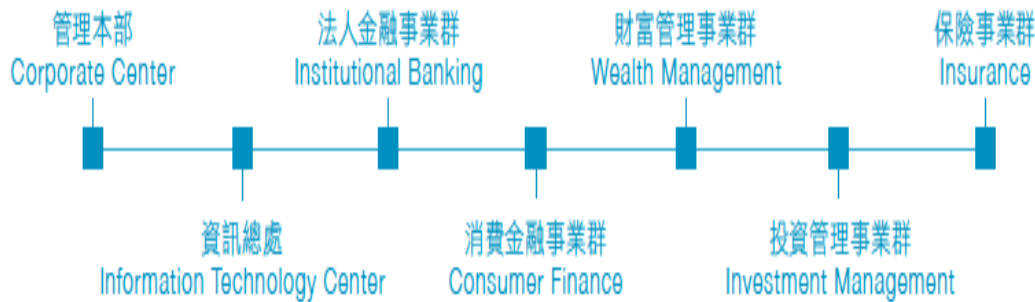 管理本部
Corporate Center
法人金融事業群
Institutional Banking
財富管理事業群
Wealth Management
保險事業群
Insurance
資訊總處
Information Technology Center
消費金融事業群
Consumer Finance
投資管理事業群
Investment Management